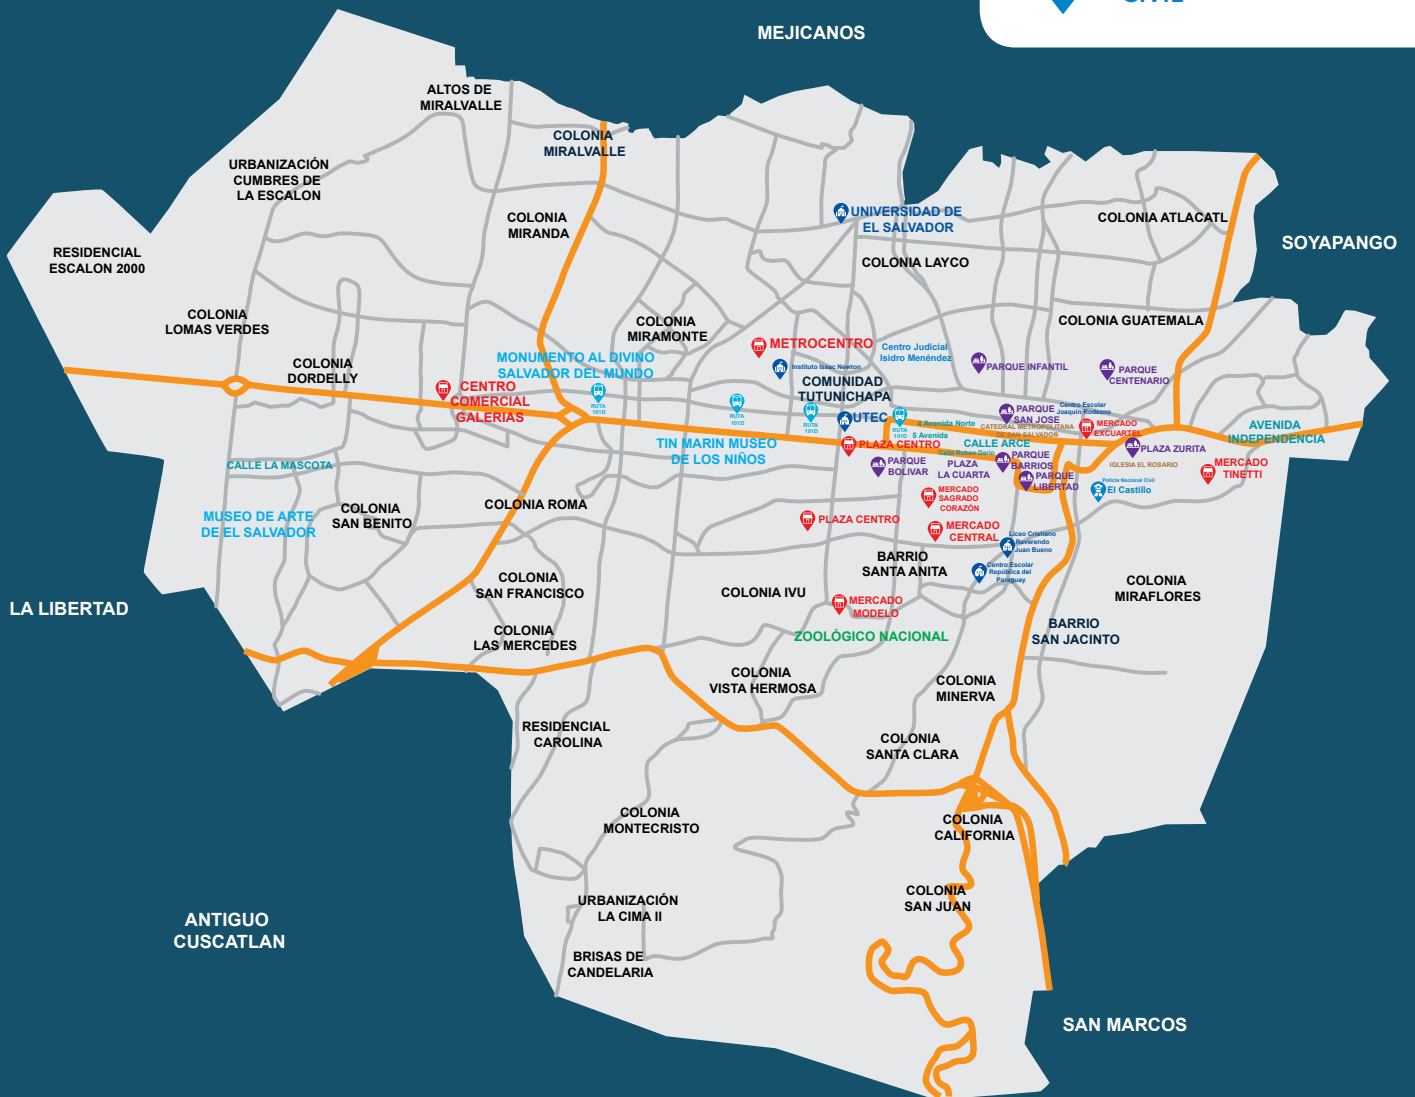 MEJICANOS
ALTOS DE
MIRALVALLE
COLONIA
MIRALVALLE
URBANIZACIÓN
CUMBRES DE
LA ESCALON
COLONIA
MIRANDA
UNIVERSIDAD DE
EL SALVADOR
COLONIA ATLACATL
SOYAPANGO
RESIDENCIAL
ESCALON 2000
COLONIA LAYCO
COLONIA
LOMAS VERDES
COLONIA
MIRAMONTE
COLONIA GUATEMALA
METROCENTRO
Centro Judicial
Isidro Menéndez
MONUMENTO AL DIVINO
SALVADOR DEL MUNDO
COLONIA
DORDELLY
Instituto Isaac Newton
PARQUE INFANTIL
PARQUE
CENTENARIO
COMUNIDAD
TUTUNICHAPA
CENTRO
COMERCIAL
GALERIAS
RUTA
101D
RUTA
101D
RUTA
101D
UTEC
RUTA
101D
4 Avenida Norte
5 Avenida
PARQUE
SAN JOSE
Centro Escolar
Joaquín Rodezno
CATEDRAL METROPOLITANA
DE SAN SALVADOR
MERCADO
EXCUARTEL
AVENIDA
INDEPENDENCIA
TIN MARIN MUSEO
DE LOS NIÑOS
PLAZA CENTRO
CALLE ARCE
Calle Ruben Dario
PLAZA ZURITA
PARQUE
BOLIVAR
PLAZA
LA CUARTA
PARQUE
BARRIOS
IGLESIA EL ROSARIO
MERCADO
TINETTI
CALLE LA MASCOTA
PARQUE
LIBERTAD
Policía Nacional Civil
El Castillo
MERCADO
SAGRADO
CORAZÓN
COLONIA ROMA
COLONIA
SAN BENITO
MUSEO DE ARTE
DE EL SALVADOR
PLAZA CENTRO
MERCADO
CENTRAL
Liceo Cristiano
Reverendo
Juan Bueno
BARRIO
SANTA ANITA
Centro Escolar
República del
Paraguay
COLONIA
SAN FRANCISCO
COLONIA IVU
COLONIA
MIRAFLORES
LA LIBERTAD
MERCADO
MODELO
COLONIA
LAS MERCEDES
ZOOLÓGICO NACIONAL
BARRIO
SAN JACINTO
COLONIA
VISTA HERMOSA
COLONIA
MINERVA
RESIDENCIAL
CAROLINA
COLONIA
SANTA CLARA
COLONIA
MONTECRISTO
COLONIA
CALIFORNIA
COLONIA
SAN JUAN
URBANIZACIÓN
LA CIMA II
ANTIGUO
CUSCATLAN
BRISAS DE
CANDELARIA
SAN MARCOS